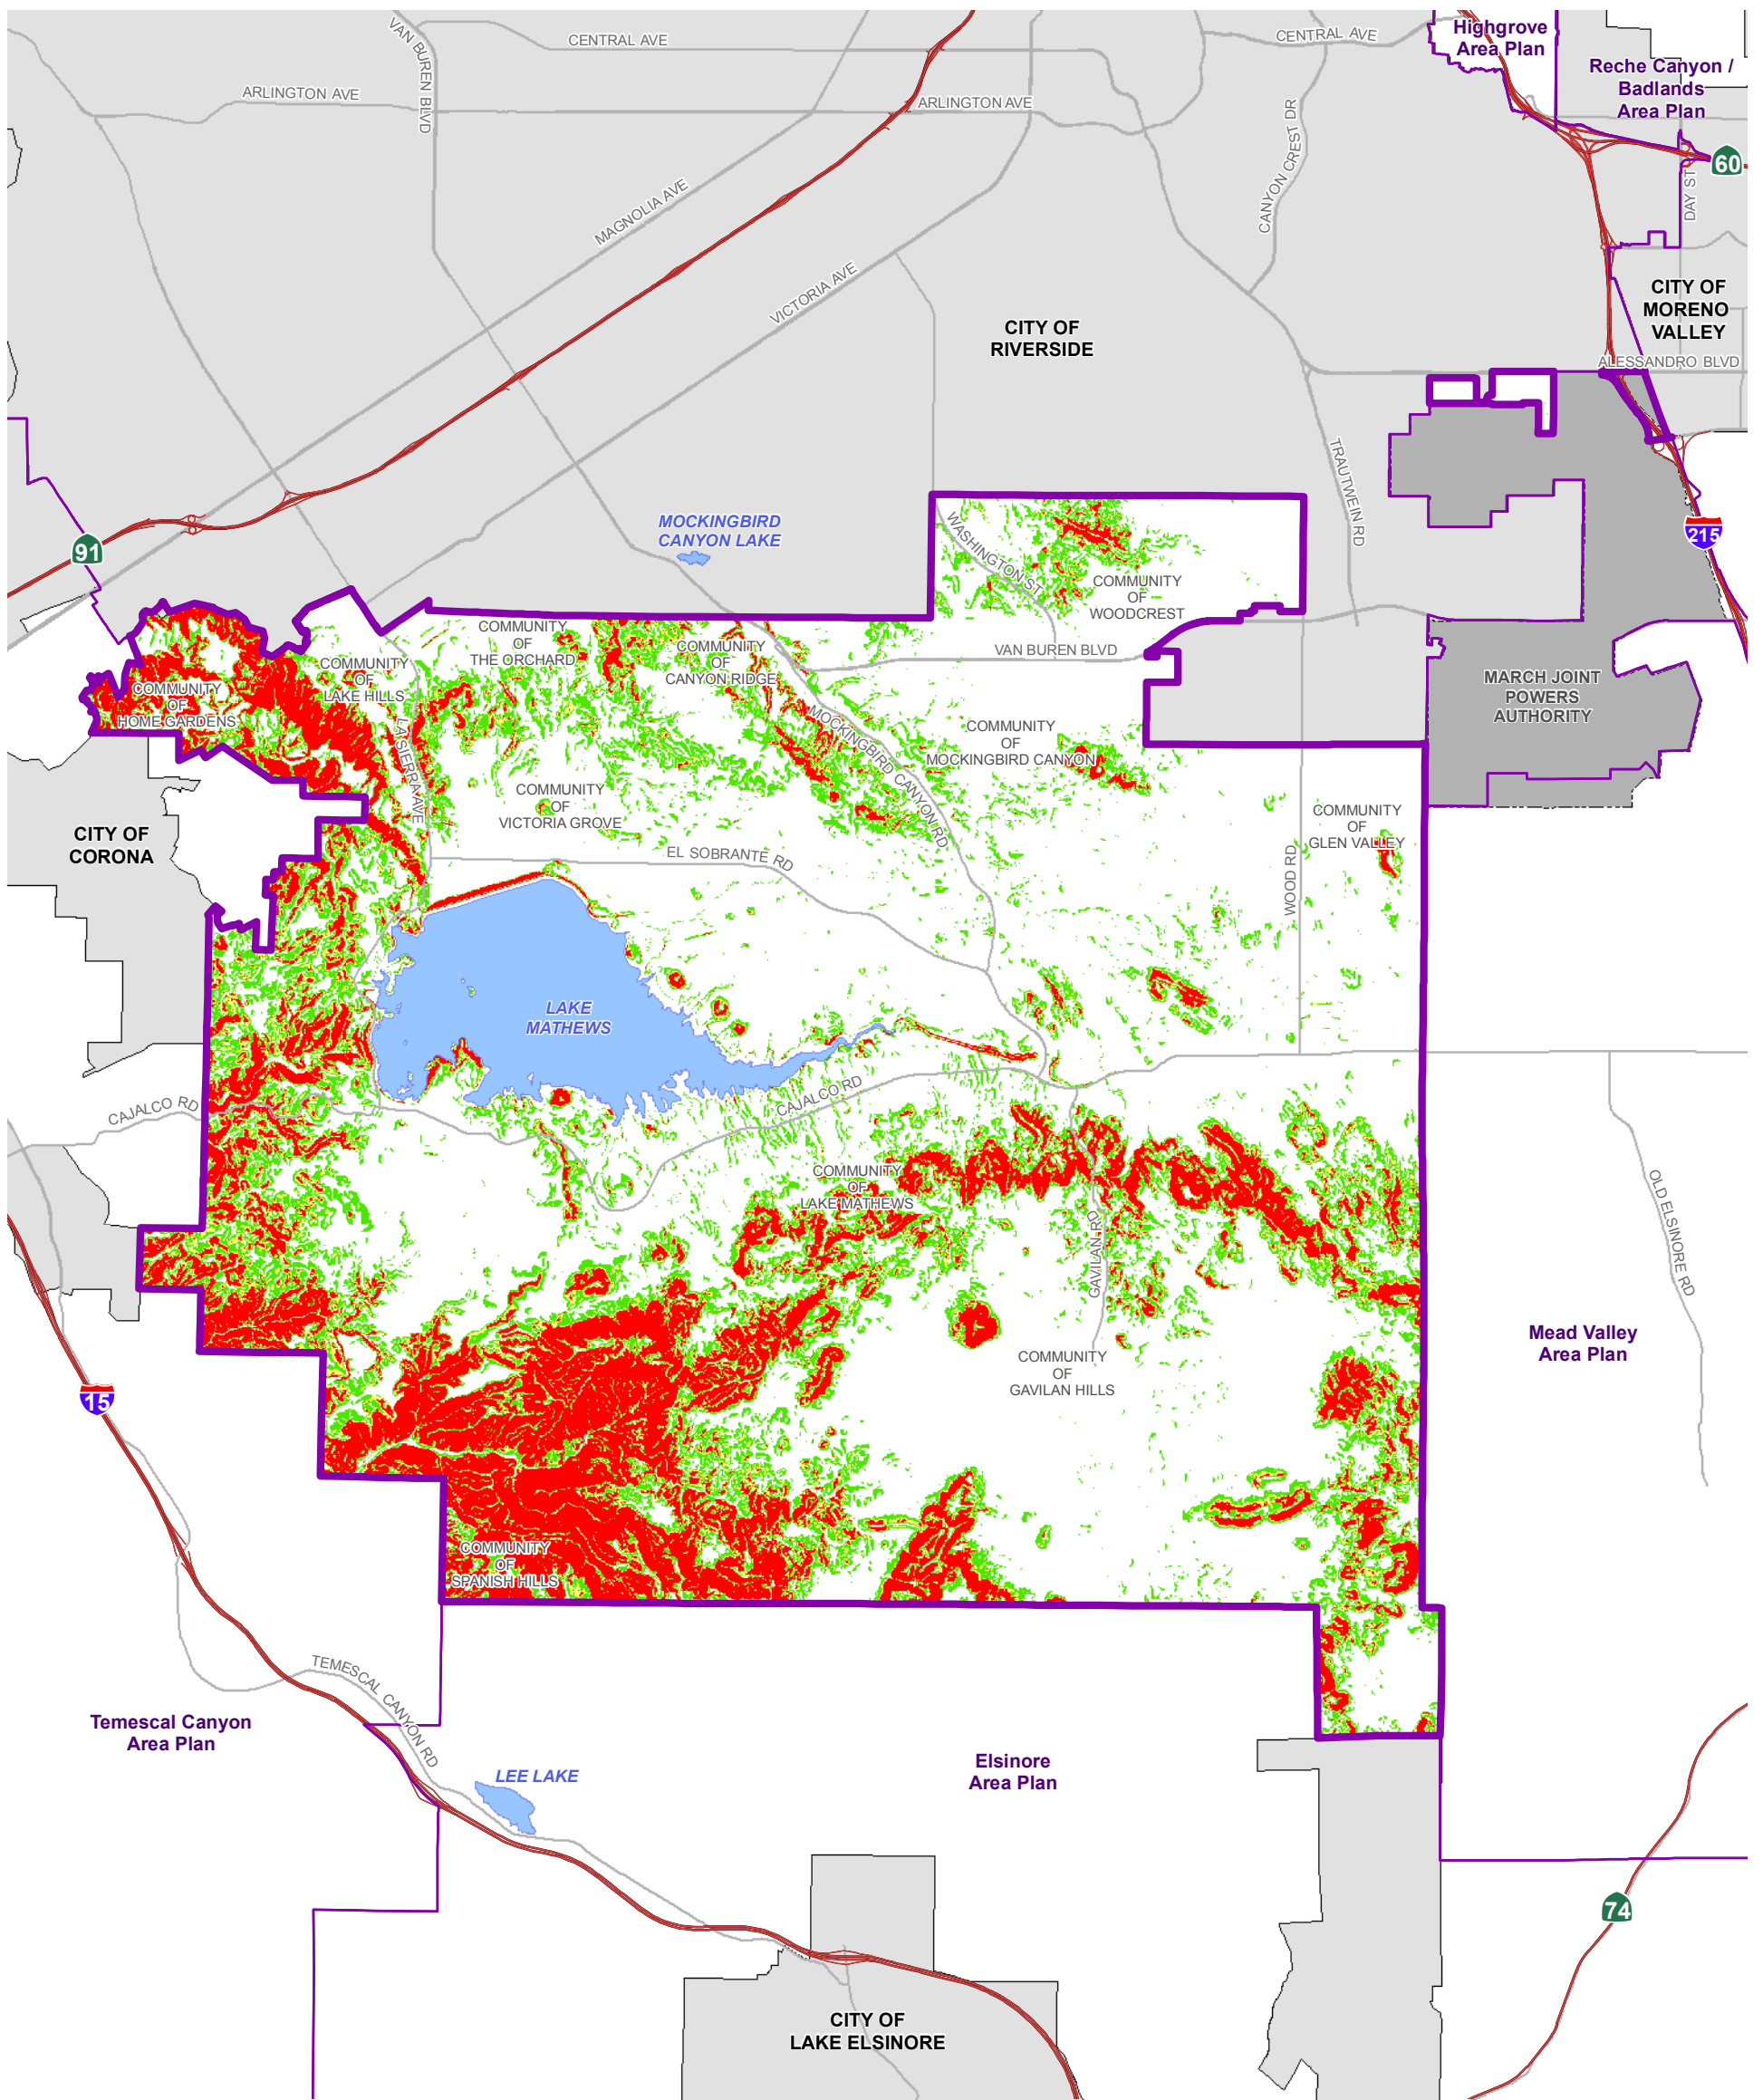 VAN BUREN BLVD
CENTRAL AVE
CENTRAL AVE
Highgrove
Area Plan
Reche Canyon /
Badlands
Area Plan
ARLINGTON AVE
ARLINGTON AVE
CANYON CREST DR
60
DAY ST
MAGNOLIA AVE
VICTORIA AVE
CITY OF
RIVERSIDE
CITY OF
MORENO
VALLEY
ALESSANDRO BLVD
TRAUTWEIN RD
MOCKINGBIRD
CANYON LAKE
91
215
WASHINGTON ST
COMMUNITY
OF
WOODCREST
COMMUNITY
OF
THE ORCHARD
COMMUNITY
OF
CANYON RIDGE
VAN BUREN BLVD
COMMUNITY
OF
LAKE HILLS
COMMUNITY
OF
HOME GARDENS
LA SIERRA AVE
MARCH JOINT
POWERS
AUTHORITY
MOCKINGBIRD CANYON RD
COMMUNITY
OF
MOCKINGBIRD CANYON
COMMUNITY
OF
VICTORIA GROVE
COMMUNITY
OF
GLEN VALLEY
CITY OF
CORONA
EL SOBRANTE RD
WOOD RD
LAKE
MATHEWS
CAJALCO RD
CAJALCO RD
COMMUNITY
OF
LAKE MATHEWS
GAVILAN RD
OLD ELSINORE RD
Mead Valley
Area Plan
COMMUNITY
OF
GAVILAN HILLS
15
COMMUNITY
OF
SPANISH HILLS
TEMESCAL CANYON RD
Temescal Canyon
Area Plan
LEE LAKE
Elsinore
Area Plan
74
CITY OF
LAKE ELSINORE